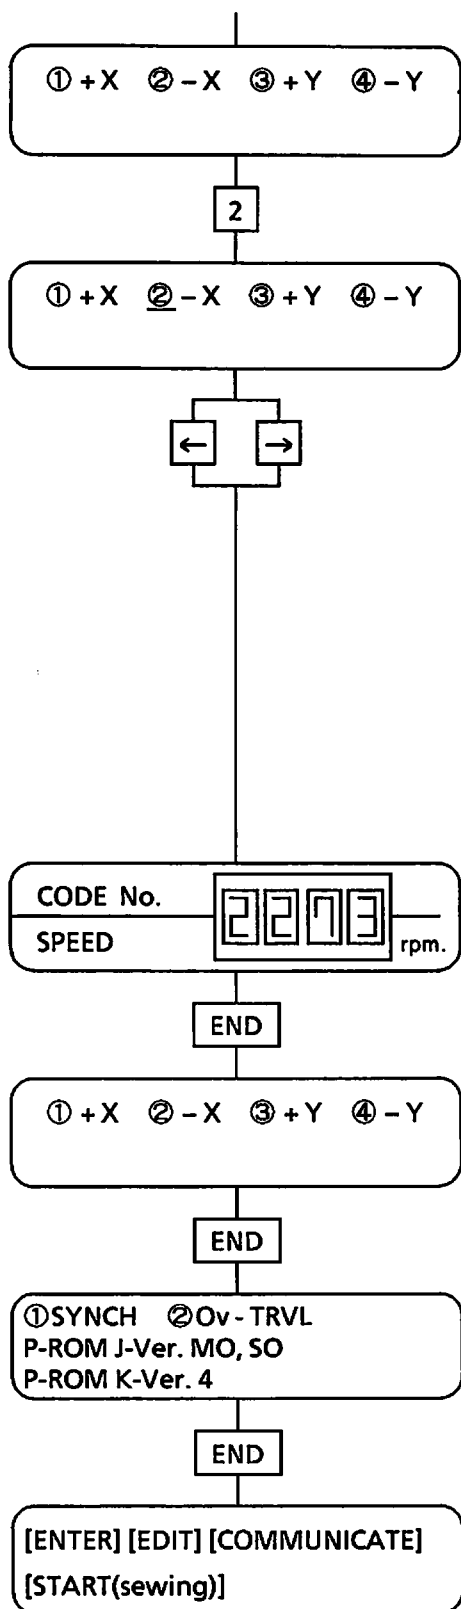 ① + X ② – X ③ + Y ④ – Y
2
① + X ② – X ③ + Y ④ – Y
← →
CODE No. 2273
SPEED rpm.
END
① + X ② – X ③ + Y ④ – Y
END
①SYNCH ②Ov - TRVL
P-ROM J-Ver. MO, SO
P-ROM K-Ver. 4
END
[ENTER] [EDIT] [COMMUNICATE]
[START(sewing)]